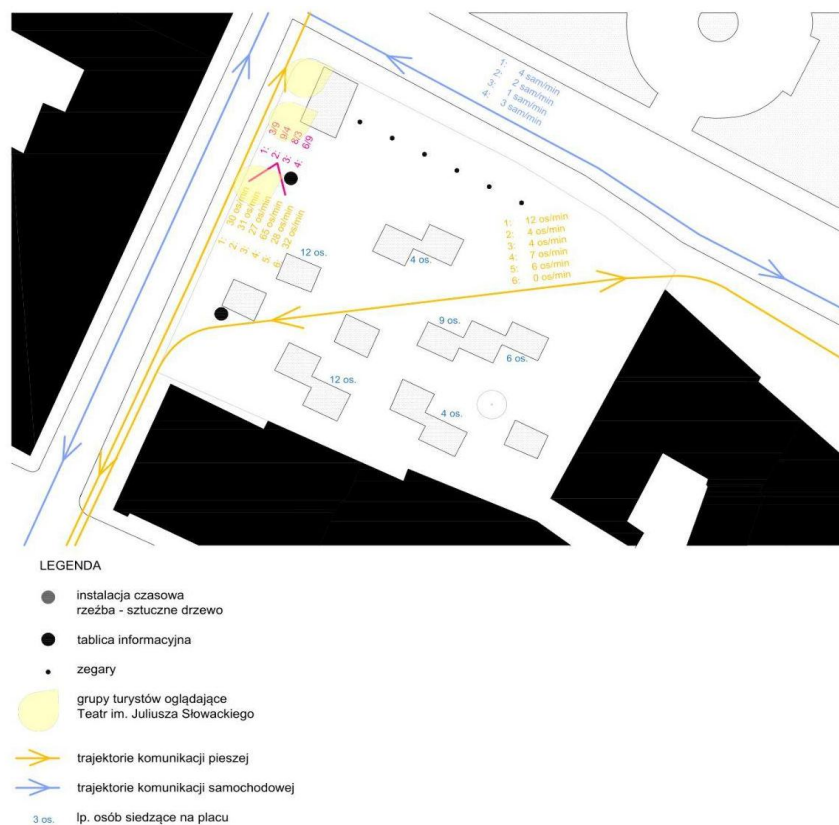 1: 4 sam/min
2: 2 sam/min
3: 1 sam/min
4: 3 sam/min
1: 3/9
2: 9/4
3: 8/3
4: 6/9
1: 30 os/min
2: 31 os/min
3: 27 os/min
4: 65 os/min
5: 28 os/min
6: 32 os/min
1: 12 os/min
2: 4 os/min
3: 4 os/min
4: 7 os/min
5: 6 os/min
6: 0 os/min
12 os.
4 os.
9 os.
6 os.
12 os.
4 os.
LEGENDA
instalacja czasowa
rzeźba - sztuczne drzewo
tablica informacyjna
zegary
grupy turystów oglądające
Teatr im. Juliusza Słowackiego
trajektorie komunikacji pieszej
trajektorie komunikacji samochodowej
3 os. lp. osób siedzące na placu